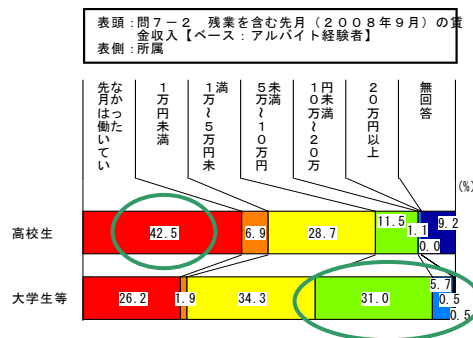 表頭：問７－２　残業を含む先月（２００８年９月）の賃
金収入【ベース：アルバイト経験者】
表側：所属
先月は働いてい
なかった
１万円未満
１万～５万円未
満
５万～１０万円
未満
１０万～２０万
円未満
２０万円以上
無回答
(%)
高校生
42.5
6.9
28.7
11.5
1.1
0.0
9.2
大学生等
26.2
1.9
34.3
31.0
5.7
0.5
0.5